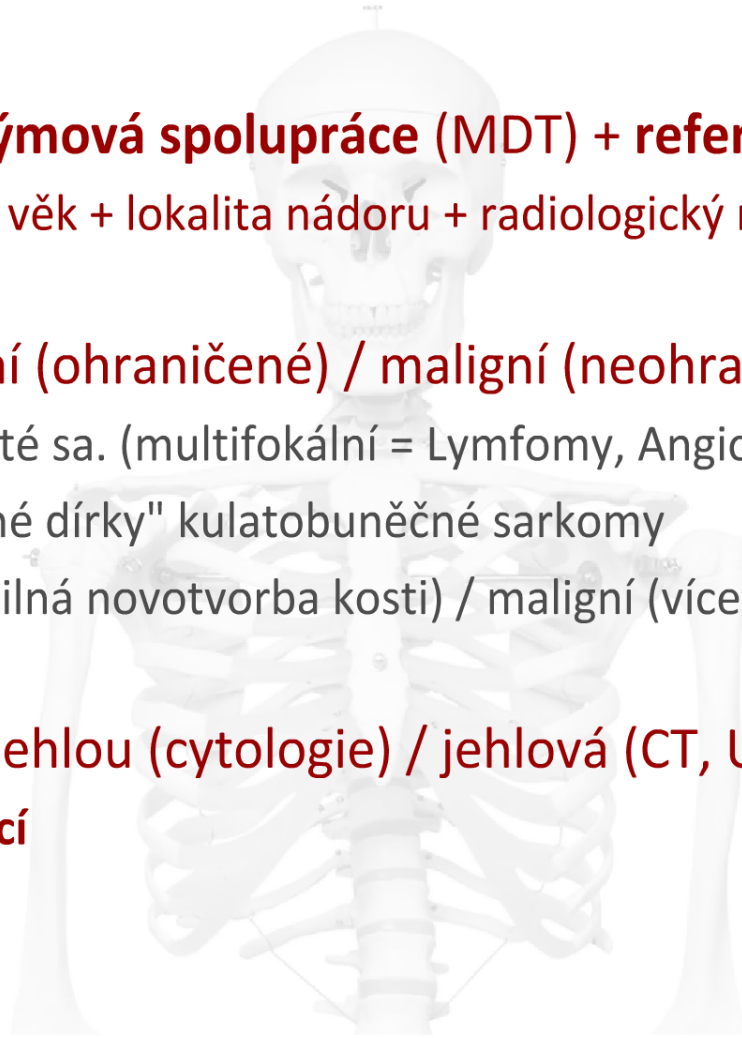 ýmová spolupráce (MDT) + refer
věk + lokalita nádoru + radiologický
ní (ohraničené) / maligní (neohra
té sa. (multifokální = Lymfomy, Angio
né dírky" kulatobuněčné sarkomy
ilná novotvorba kosti) / maligní (více
ehlou (cytologie) / jehlová (CT, U
cí